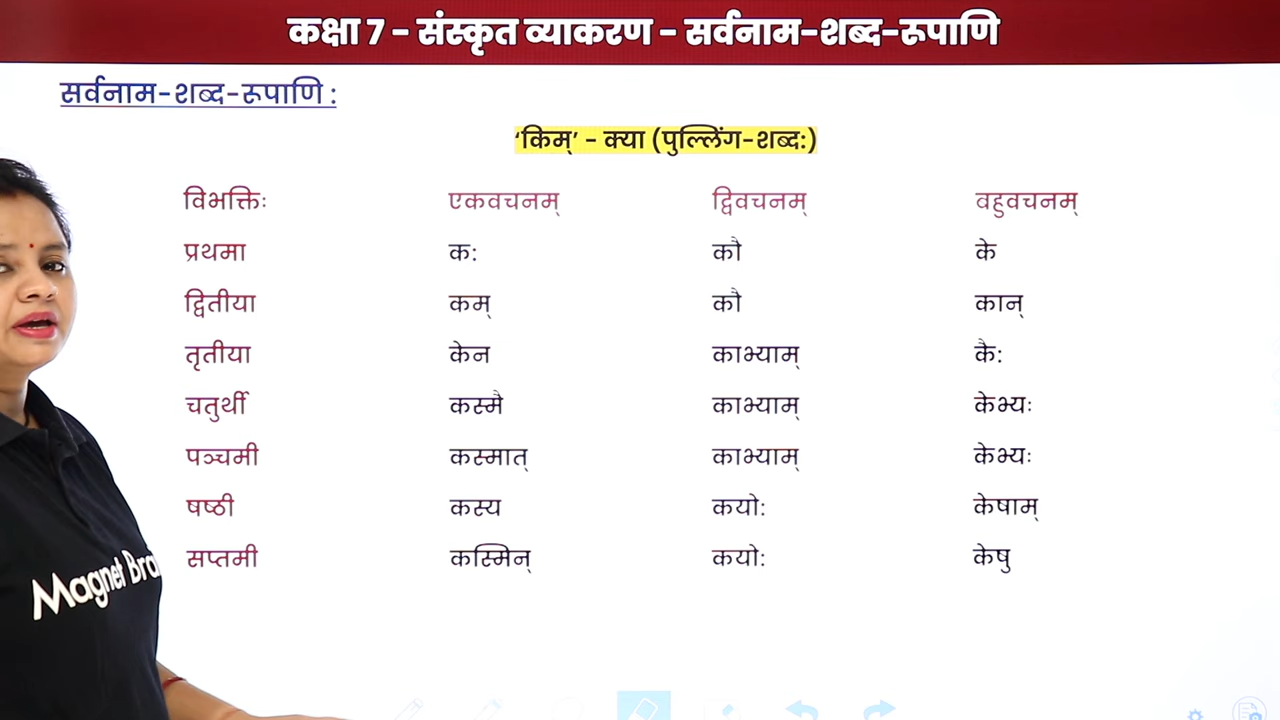 कक्षा 7 - संस्कृत व्याकरण - सर्वनाम-शब्द-रूपाणि
सर्वनाम-शब्द-रूपाणि :
‘किम्’ - क्या (पुल्लिंग-शब्द:)
विभक्तिः एकवचनम् द्विवचनम् बहुवचनम्
प्रथमा क: कौ के
द्वितीया कम् कौ कान्
तृतीया केन काभ्याम् कै:
चतुर्थी कस्मै काभ्याम् केभ्यः
पञ्चमी कस्मात् काभ्याम् केभ्यः
षष्ठी कस्य कयो: केषाम्
सप्तमी कस्मिन् कयो: केषु
Magnet Bra